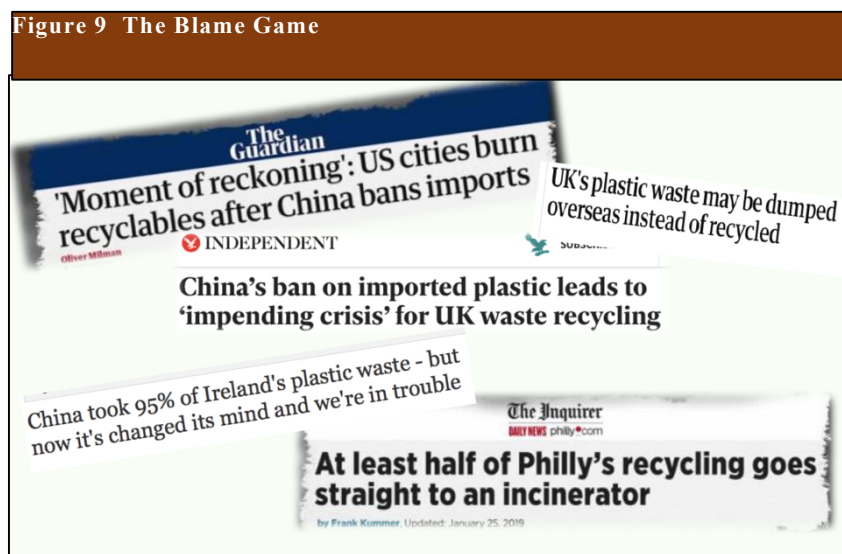 Figure 9 The Blame Game
The
Guardian
'Moment of reckoning': US cities burn
recyclables after China bans imports
Oliver Milman
UK's plastic waste may be dumped
overseas instead of recycled
INDEPENDENT
China's ban on imported plastic leads to
'impending crisis' for UK waste recycling
China took 95% of Ireland's plastic waste - but
now it's changed its mind and we're in trouble
The Inquirer
DAILY NEWS philly.com
At least half of Philly's recycling goes
straight to an incinerator
by Frank Kummer, Updated: January 25, 2019